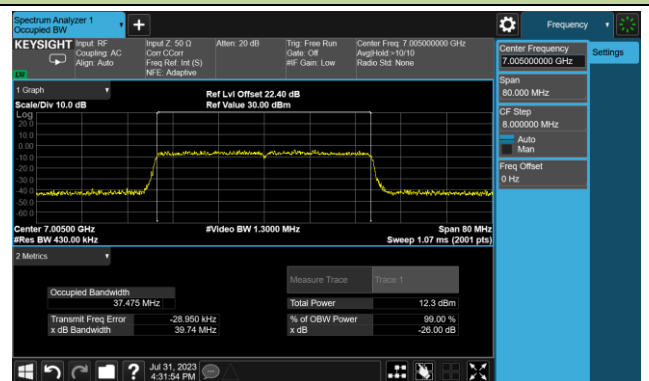 Spectrum Analyzer 1
Occupied BW
Frequency
KEYSIGHT
Input: RF
Coupling: AC
Align: Auto
Input Z: 50 Ω
Corr CCorr
Freq Ref: Int (S)
NFE: Adaptive
Atten: 20 dB
Trig: Free Run
Gate: Off
#IF Gain: Low
Center Freq: 7.005000000 GHz
Avg|Hold:>10/10
Radio Std: None
Center Frequency
7.005000000 GHz
Settings
Span
80.000 MHz
CF Step
8.000000 MHz
Auto
Man
Freq Offset
0 Hz
1 Graph
Scale/Div 10.0 dB
Ref Lvl Offset 22.40 dB
Ref Value 30.00 dBm
Log
20.0
10.0
0.00
-10.0
-20.0
-30.0
-40.0
-50.0
-60.0
Center 7.00500 GHz
#Res BW 430.00 kHz
#Video BW 1.3000 MHz
Span 80 MHz
Sweep 1.07 ms (2001 pts)
2 Metrics
Measure Trace
Trace 1
Occupied Bandwidth
37.475 MHz
Total Power
12.3 dBm
Transmit Freq Error
-28.950 kHz
% of OBW Power
99.00 %
x dB Bandwidth
39.74 MHz
x dB
-26.00 dB
?
Jul 31, 2023
4:31:54 PM